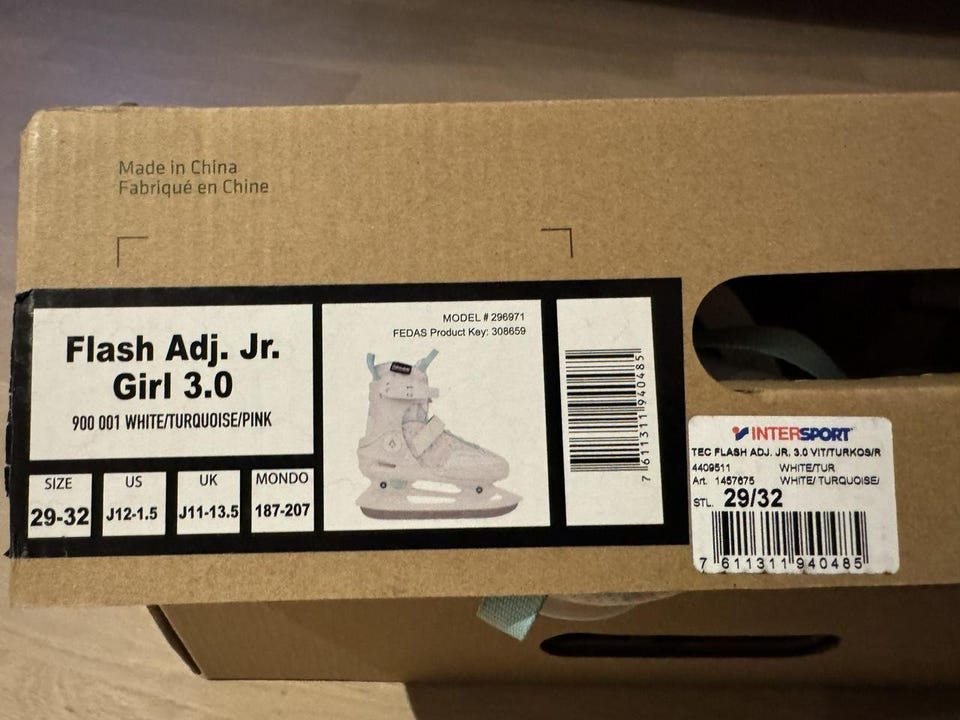 Made in China
Fabriqué en Chine
Flash Adj. Jr.
Girl 3.0
900 001 WHITE/TURQUOISE/PINK
SIZE
29-32
US
J12-1.5
UK
J11-13.5
MONDO
187-207
MODEL # 296971
FEDAS Product Key: 308659
7 611311 940485
INTERSPORT
TEC FLASH ADJ. JR. 3.0 VIT/TURKOS/R
4409511 WHITE/TUR
Art. 1457675 WHITE/ TURQUOISE/
STL. 29/32
7 611311 940485